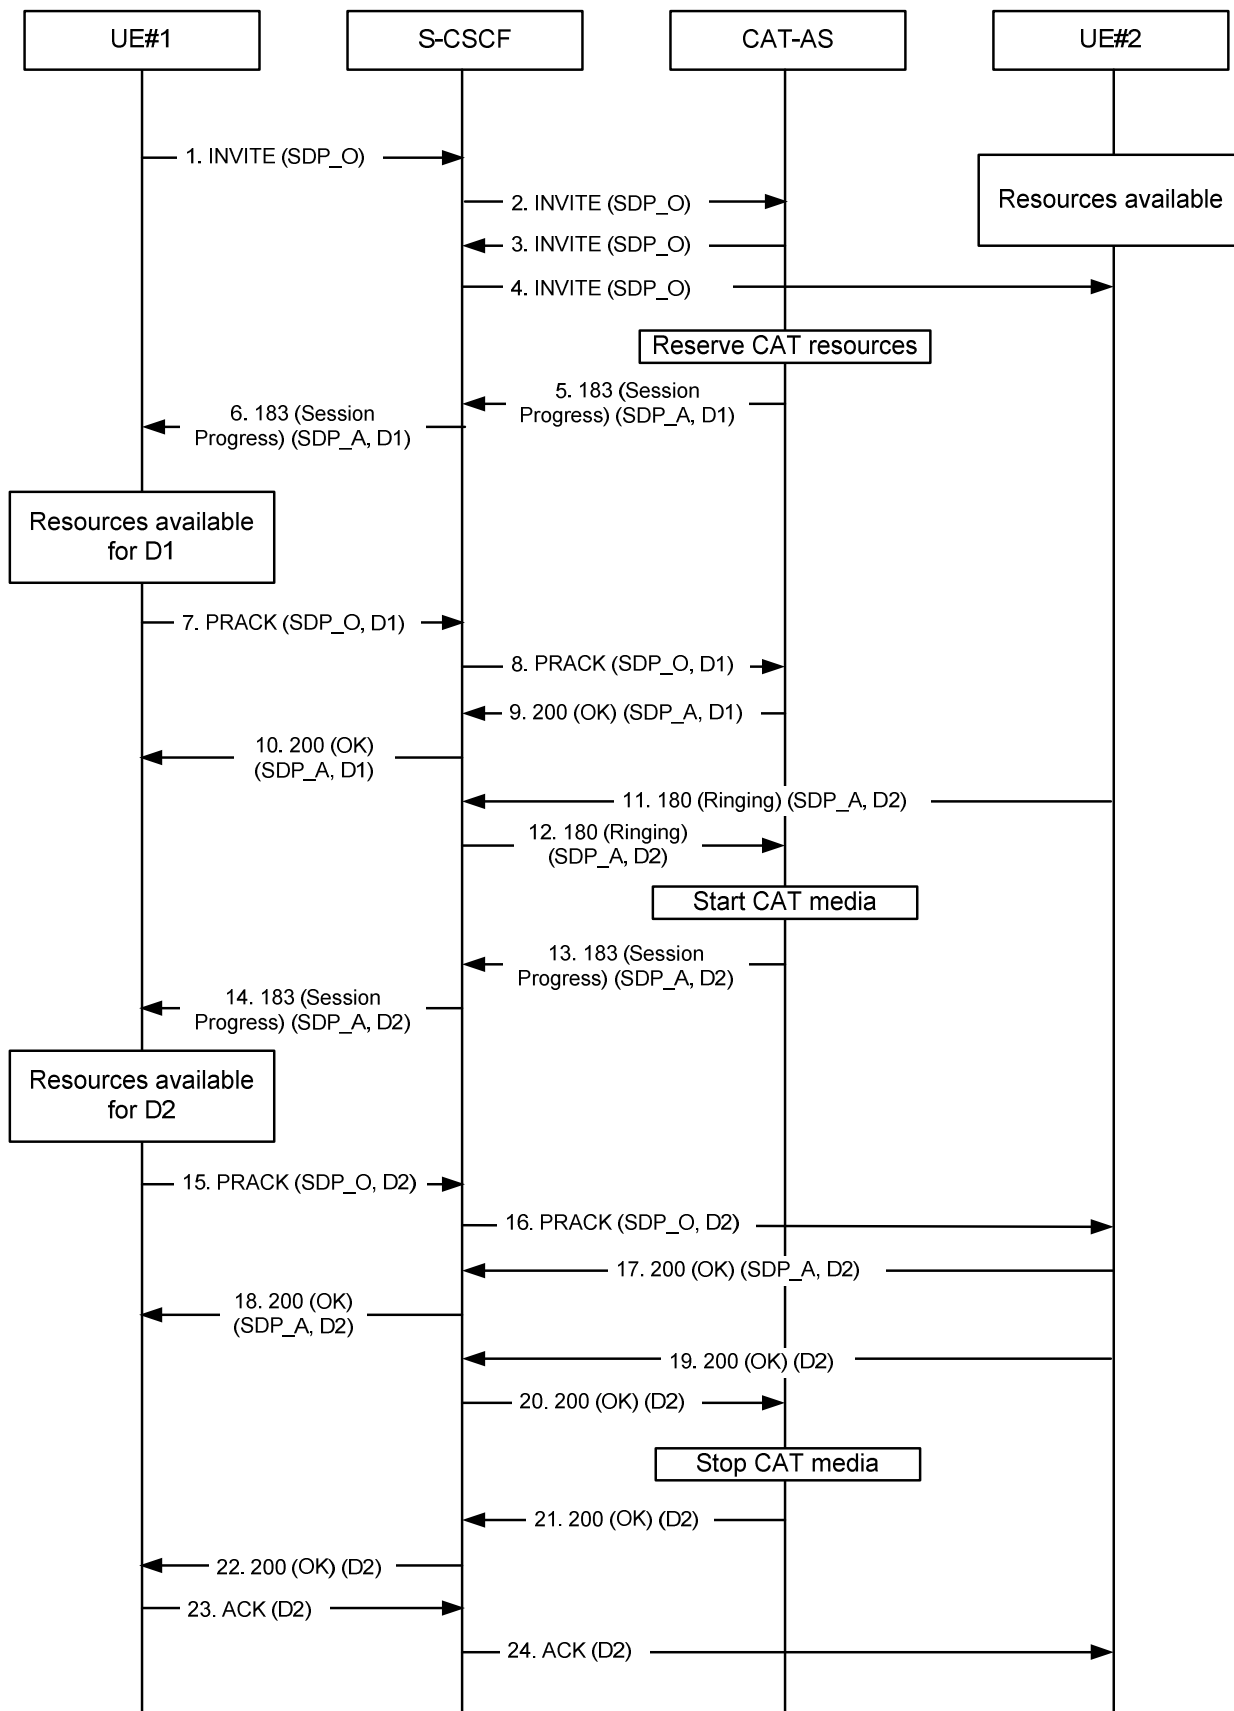 UE#1
S-CSCF
CAT-AS
UE#2
1. INVITE (SDP_O)
Resources available
2. INVITE (SDP_O)
3. INVITE (SDP_O)
4. INVITE (SDP_O)
Reserve CAT resources
5. 183 (Session
Progress) (SDP_A, D1)
6. 183 (Session
Progress) (SDP_A, D1)
Resources available
for D1
7. PRACK (SDP_O, D1)
8. PRACK (SDP_O, D1)
9. 200 (OK) (SDP_A, D1)
10. 200 (OK)
(SDP_A, D1)
11. 180 (Ringing) (SDP_A, D2)
12. 180 (Ringing)
(SDP_A, D2)
Start CAT media
13. 183 (Session
Progress) (SDP_A, D2)
14. 183 (Session
Progress) (SDP_A, D2)
Resources available
for D2
15. PRACK (SDP_O, D2)
16. PRACK (SDP_O, D2)
17. 200 (OK) (SDP_A, D2)
18. 200 (OK)
(SDP_A, D2)
19. 200 (OK) (D2)
20. 200 (OK) (D2)
Stop CAT media
21. 200 (OK) (D2)
22. 200 (OK) (D2)
23. ACK (D2)
24. ACK (D2)